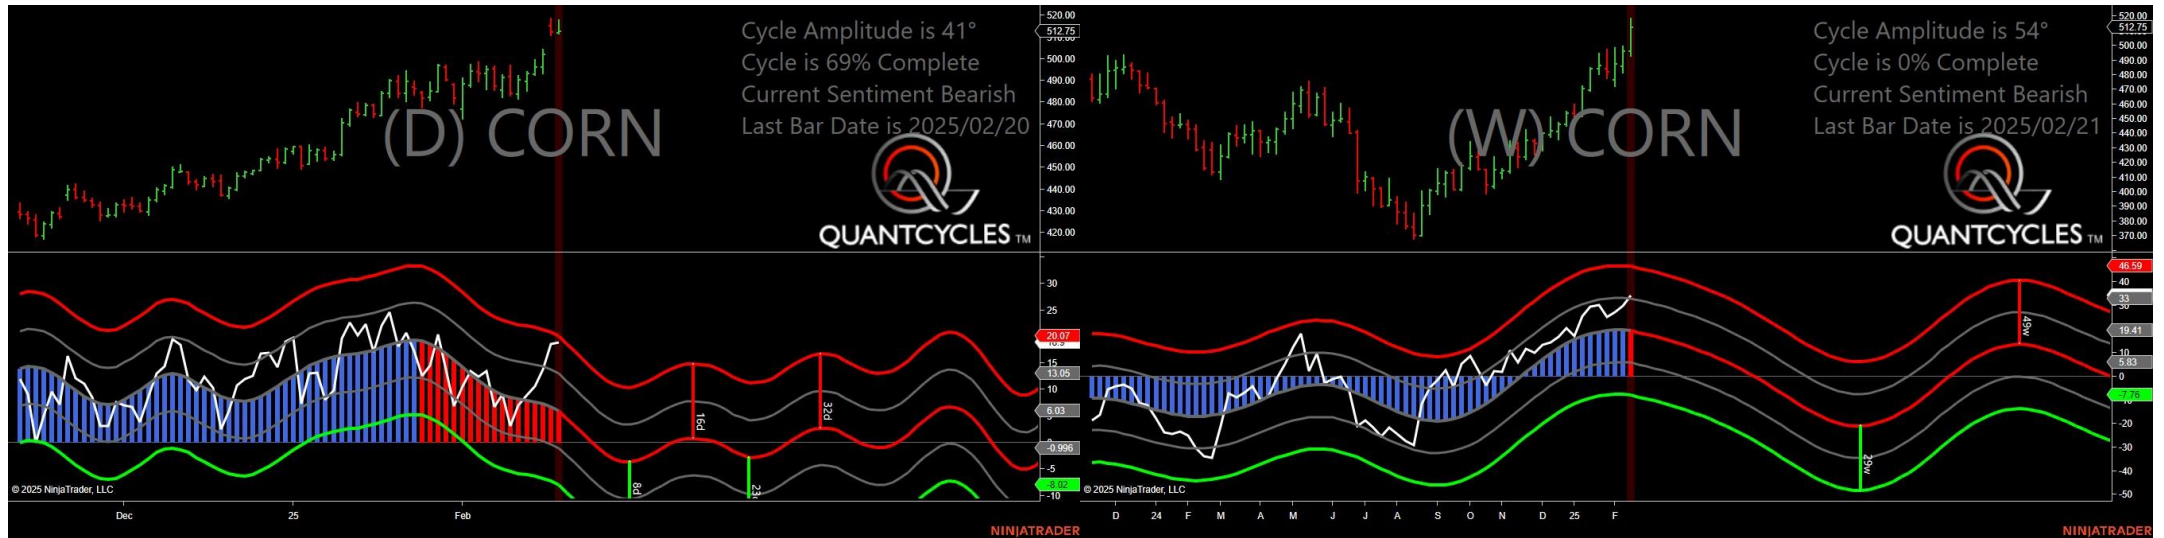 Cycle Amplitude is 41°
Cycle is 69% Complete
Current Sentiment Bearish
Last Bar Date is 2025/02/20
(D) CORN
QUANTCYCLES TM
520.00
512.75
500.00
490.00
480.00
470.00
460.00
450.00
440.00
430.00
420.00
30
25
20.07
15
13.05
10
6.03
-0.996
-5
-8.02
-10
8d
16d
32d
© 2025 NinjaTrader, LLC
Dec
25
Feb
NINJATRADER
Cycle Amplitude is 54°
Cycle is 0% Complete
Current Sentiment Bearish
Last Bar Date is 2025/02/21
(W) CORN
QUANTCYCLES TM
520.00
512.75
500.00
490.00
480.00
470.00
460.00
450.00
440.00
430.00
420.00
410.00
400.00
390.00
380.00
370.00
46.59
40
33
19.41
10
5.83
0
-7.76
-20
-30
-40
-50
29w
49w
© 2025 NinjaTrader, LLC
D
24
F
M
A
M
J
J
A
S
O
N
D
25
F
NINJATRADER